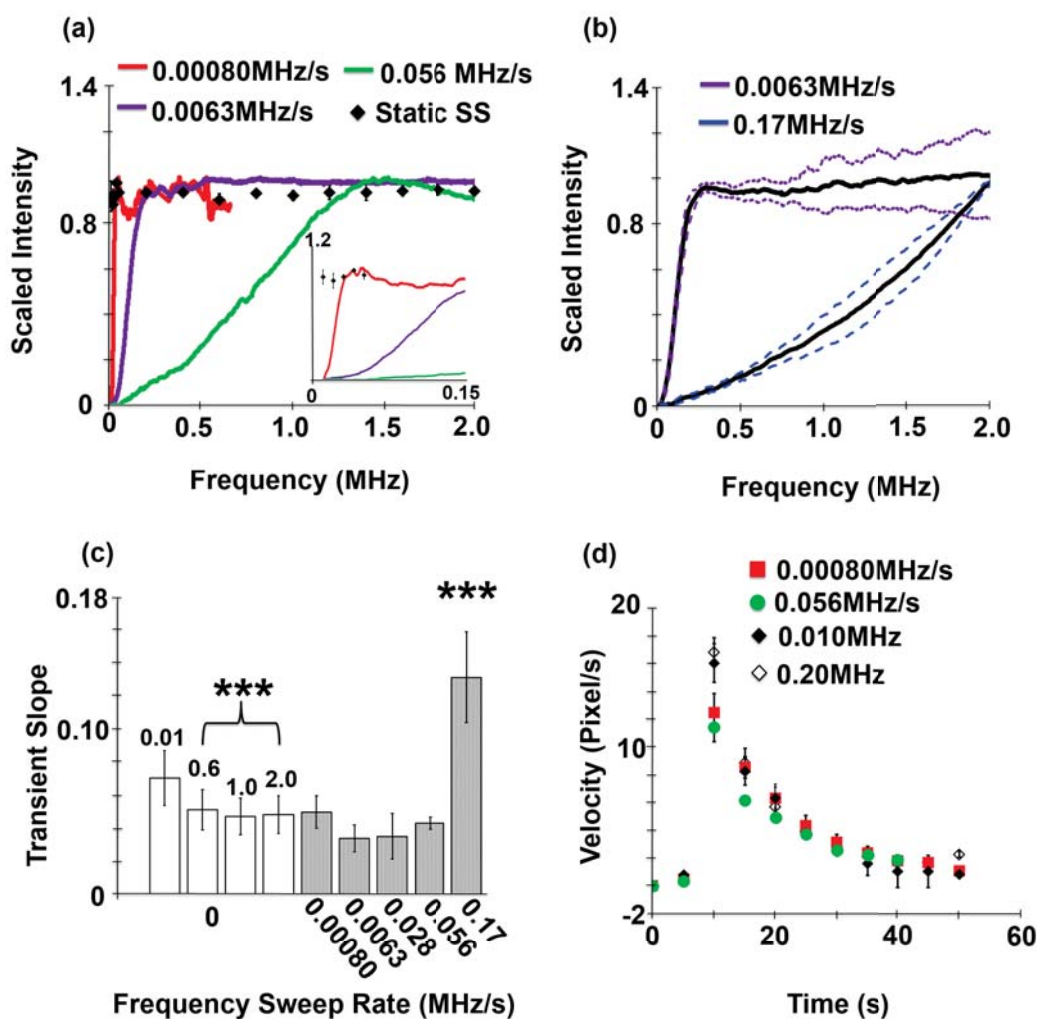 (a)
0.00080MHz/s
0.056 MHz/s
0.0063MHz/s
Static SS
1.4
0.8
0
Scaled Intensity
1.2
0
0.15
0
0.5
1.0
1.5
2.0
Frequency (MHz)
(b)
0.0063MHz/s
0.17MHz/s
1.4
0.8
0
Scaled Intensity
0
0.5
1.0
1.5
2.0
Frequency (MHz)
(c)
0.18
0.10
0
Transient Slope
***
***
0.01
0.6
1.0
2.0
0
0.00080
0.0063
0.028
0.056
0.17
Frequency Sweep Rate (MHz/s)
(d)
0.00080MHz/s
0.056MHz/s
0.010MHz
0.20MHz
20
10
-2
Velocity (Pixel/s)
0
20
40
60
Time (s)